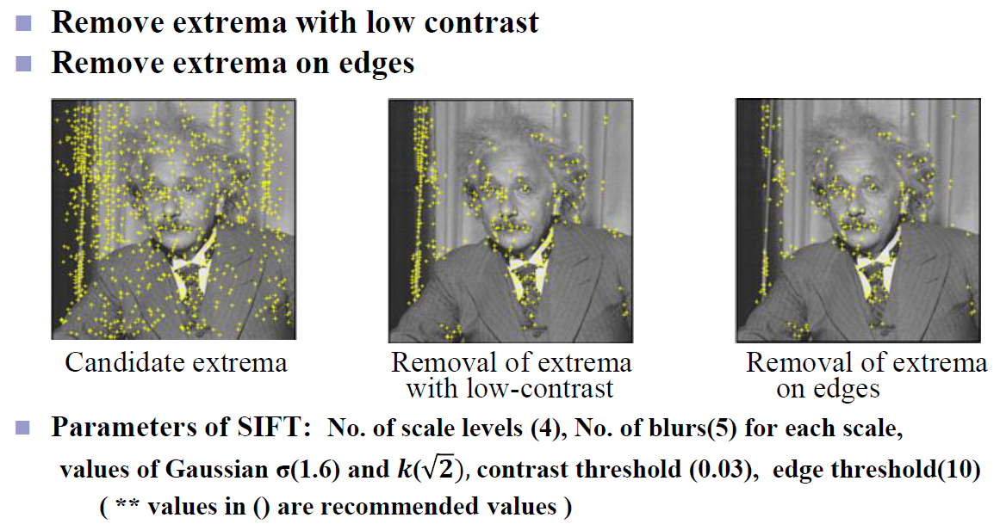 Remove extrema with low contrast
Remove extrema on edges
Candidate extrema
Removal of extrema
with low-contrast
Removal of extrema
on edges
Parameters of SIFT: No. of scale levels (4), No. of blurs(5) for each scale,
values of Gaussian σ(1.6) and k(√2), contrast threshold (0.03), edge threshold(10)
( ** values in () are recommended values )